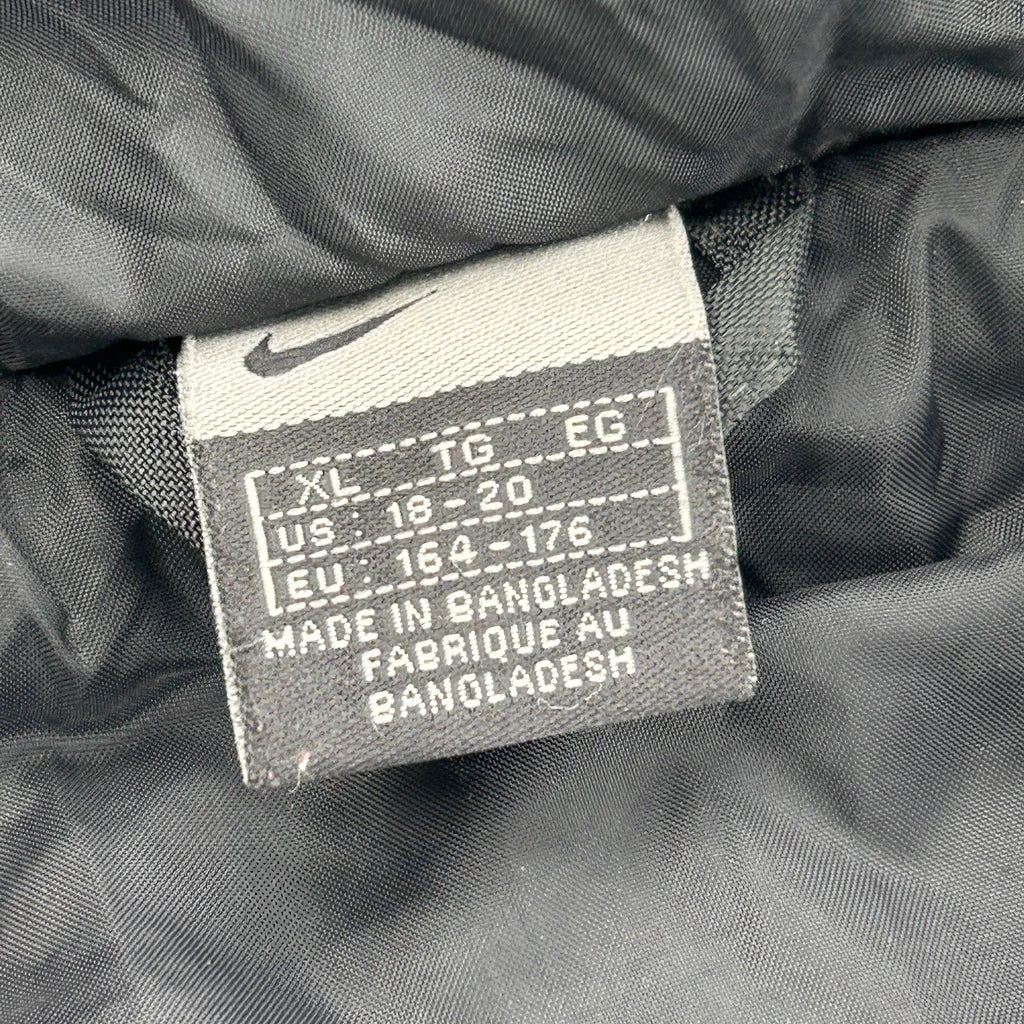 XL TG EG
US : 18 - 20
EU : 164 - 176
MADE IN BANGLADESH
FABRIQUE AU
BANGLADESH